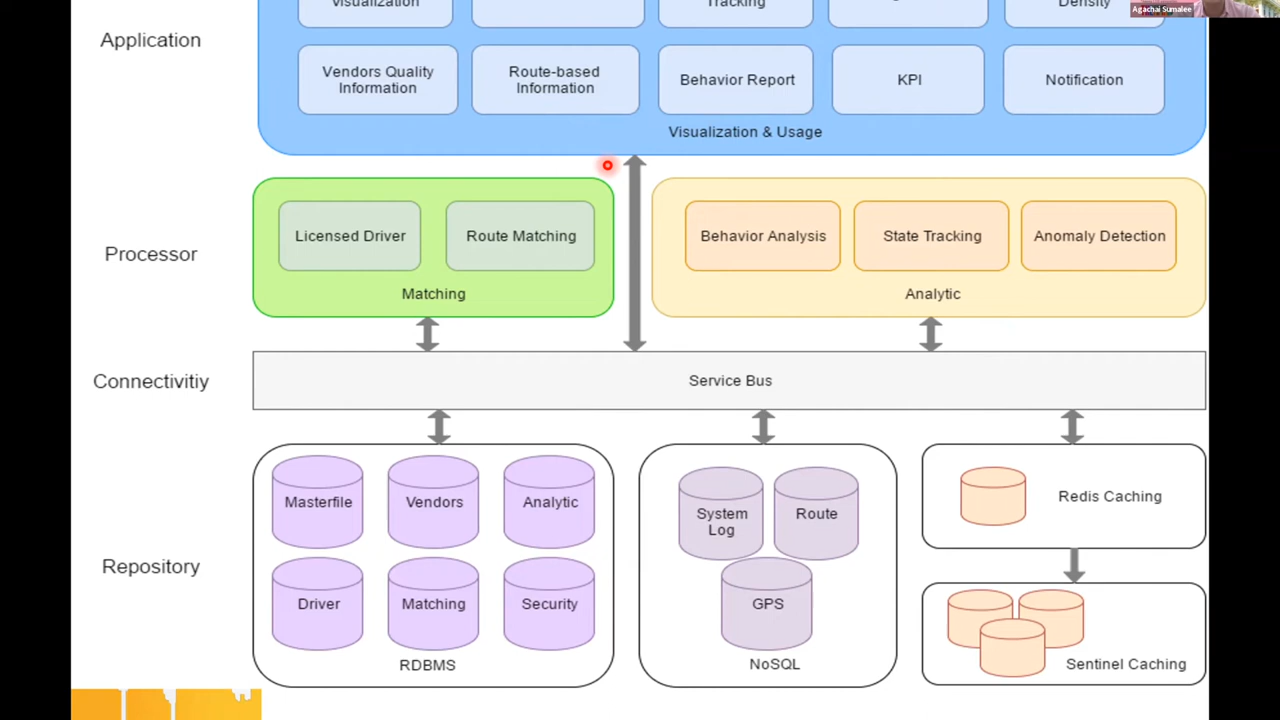 Agachai Sumalee
Visualization
Tracking
Density
Application
Vendors Quality
Information
Route-based
Information
Behavior Report
KPI
Notification
Visualization & Usage
Processor
Licensed Driver
Route Matching
Matching
Behavior Analysis
State Tracking
Anomaly Detection
Analytic
Connectivitiy
Service Bus
Repository
Masterfile
Vendors
Analytic
Driver
Matching
Security
RDBMS
System
Log
Route
GPS
NoSQL
Redis Caching
Sentinel Caching